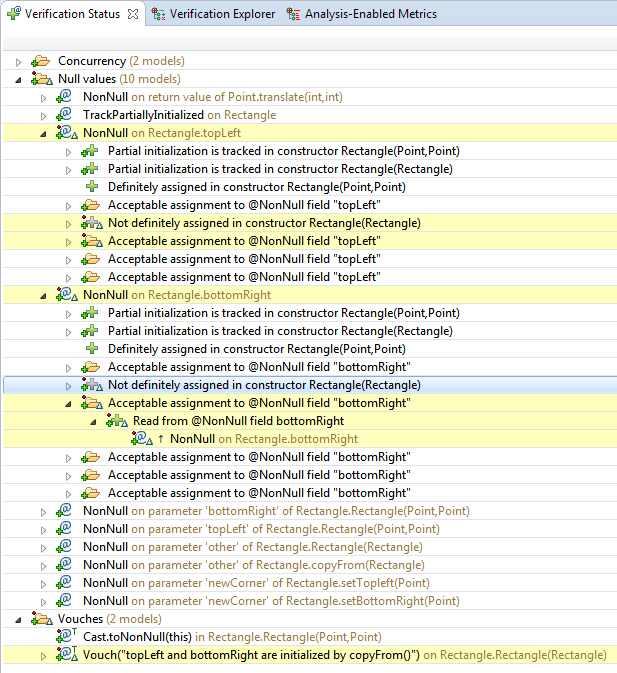 Verification Status Verification Explorer Analysis-Enabled Metrics
Concurrency (2 models)
Null values (10 models)
NonNull on return value of Point.translate(int,int)
TrackPartiallyInitialized on Rectangle
NonNull on Rectangle.topLeft
Partial initialization is tracked in constructor Rectangle(Point,Point)
Partial initialization is tracked in constructor Rectangle(Rectangle)
Definitely assigned in constructor Rectangle(Point,Point)
Acceptable assignment to @NonNull field "topLeft"
Not definitely assigned in constructor Rectangle(Rectangle)
Acceptable assignment to @NonNull field "topLeft"
Acceptable assignment to @NonNull field "topLeft"
Acceptable assignment to @NonNull field "topLeft"
NonNull on Rectangle.bottomRight
Partial initialization is tracked in constructor Rectangle(Point,Point)
Partial initialization is tracked in constructor Rectangle(Rectangle)
Definitely assigned in constructor Rectangle(Point,Point)
Acceptable assignment to @NonNull field "bottomRight"
Not definitely assigned in constructor Rectangle(Rectangle)
Acceptable assignment to @NonNull field "bottomRight"
Read from @NonNull field bottomRight
↑ NonNull on Rectangle.bottomRight
Acceptable assignment to @NonNull field "bottomRight"
Acceptable assignment to @NonNull field "bottomRight"
Acceptable assignment to @NonNull field "bottomRight"
NonNull on parameter 'bottomRight' of Rectangle.Rectangle(Point,Point)
NonNull on parameter 'topLeft' of Rectangle.Rectangle(Point,Point)
NonNull on parameter 'other' of Rectangle.Rectangle(Rectangle)
NonNull on parameter 'other' of Rectangle.copyFrom(Rectangle)
NonNull on parameter 'newCorner' of Rectangle.setTopleft(Point)
NonNull on parameter 'newCorner' of Rectangle.setBottomRight(Point)
Vouches (2 models)
Cast.toNonNull(this) in Rectangle.Rectangle(Point,Point)
Vouch("topLeft and bottomRight are initialized by copyFrom()") on Rectangle.Rectangle(Rectangle)